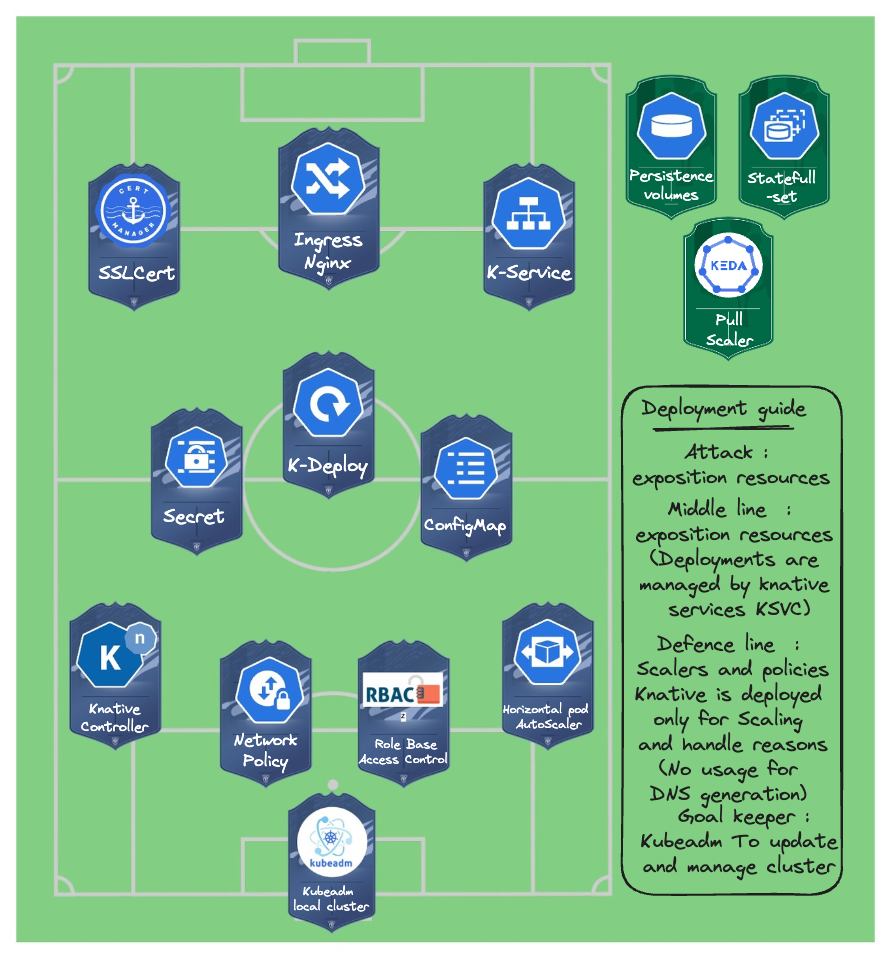 CERT
MANAGER
SSLCert
Ingress
Nginx
K-Service
Persistence
volumes
Statefull
-set
KEDA
Pull
Scaler
Secret
K-Deploy
ConfigMap
K
n
Knative
Controller
Network
Policy
RBAC
2
Role Base
Access Control
Horizontal pod
AutoScaler
kubeadm
Kubeadm
local cluster
Deployment guide
Attack :
exposition resources
Middle line :
exposition resources
(Deployments are
managed by knative
services KSVC)
Defence line :
Scalers and policies
Knative is deployed
only for Scaling
and handle reasons
(No usage for
DNS generation)
Goal keeper :
Kubeadm To update
and manage cluster